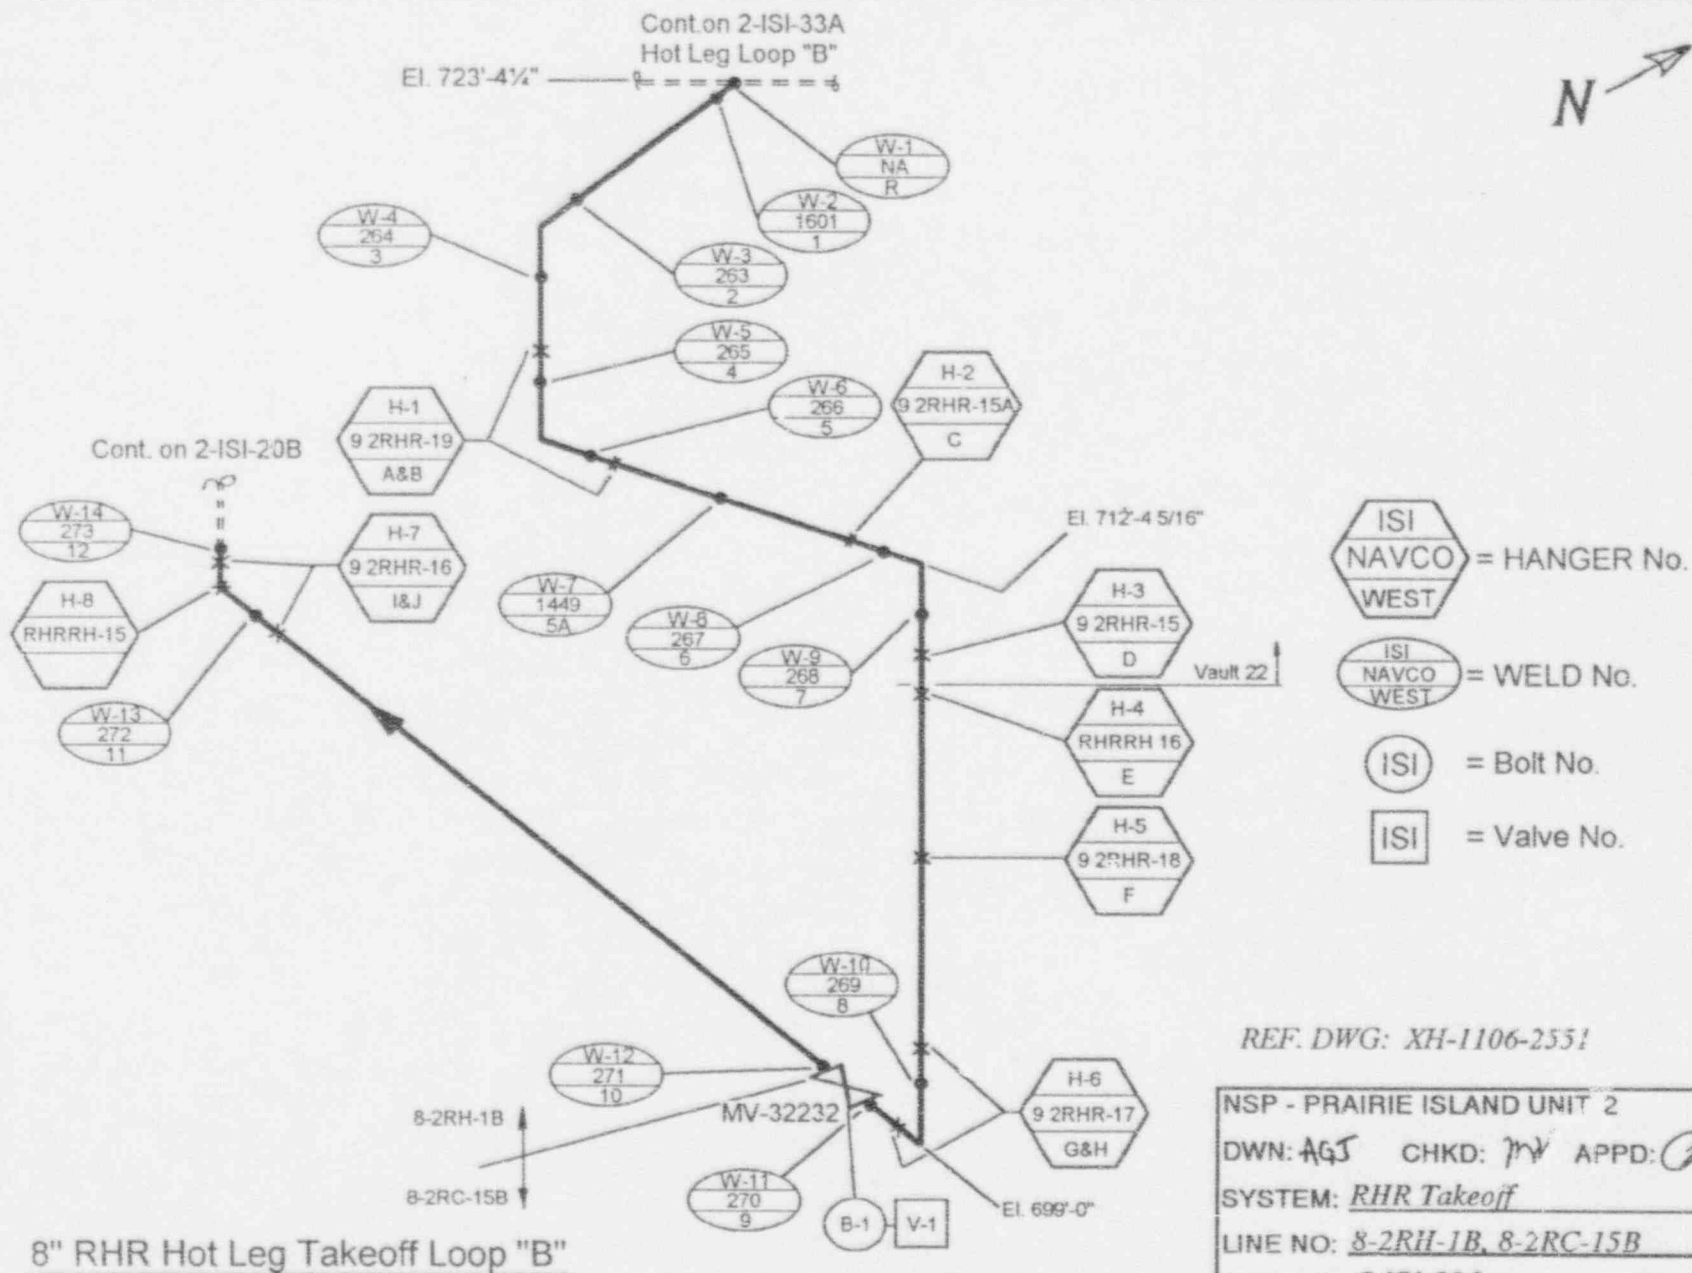 Cont.on 2-ISI-33A
Hot Leg Loop "B"
El. 723'-4¼"
N
W-1
NA
R
W-2
1601
1
W-4
264
3
W-3
263
2
W-5
265
4
W-6
266
5
H-2
9 2RHR-15A
C
H-1
9 2RHR-19
A&B
Cont. on 2-ISI-20B
W-14
273
12
H-7
9 2RHR-16
I&J
El. 712'-4 5/16"
ISI
NAVCO
WEST
= HANGER No.
H-8
RHRRH-15
W-7
1449
5A
W-8
267
6
H-3
9 2RHR-15
D
W-9
268
7
Vault 22
ISI
NAVCO
WEST
= WELD No.
W-13
272
11
H-4
RHRRH 16
E
ISI
= Bolt No.
H-5
9 2RHR-18
F
ISI
= Valve No.
W-10
269
8
REF. DWG: XH-1106-2551
W-12
271
10
H-6
9 2RHR-17
G&H
8-2RH-1B
MV-32232
8-2RC-15B
W-11
270
9
B-1
V-1
El. 699'-0"
NSP - PRAIRIE ISLAND UNIT 2
DWN: AGJ CHKD: APPD:
SYSTEM: RHR Takeoff
LINE NO: 8-2RH-1B, 8-2RC-15B
8" RHR Hot Leg Takeoff Loop "B"